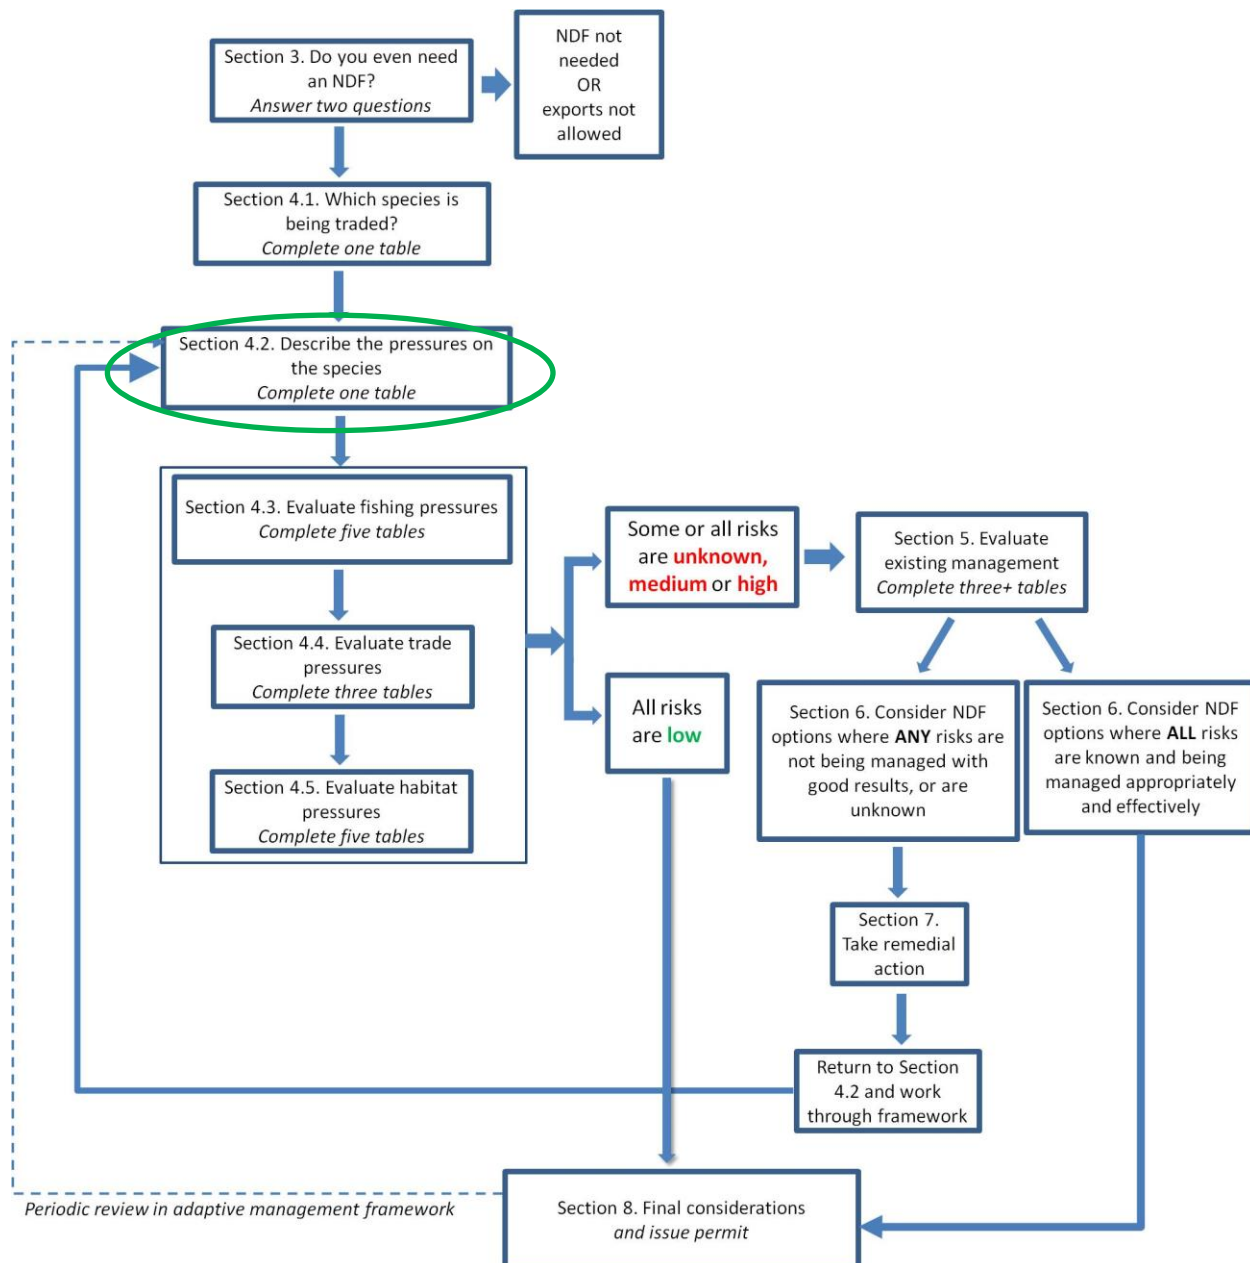 Section 3. Do you even need
an NDF?
Answer two questions
NDF not
needed
OR
exports not
allowed
Section 4.1. Which species is
being traded?
Complete one table
Section 4.2. Describe the pressures on
the species
Complete one table
Section 4.3. Evaluate fishing pressures
Complete five tables
Section 4.4. Evaluate trade
pressures
Complete three tables
Section 4.5. Evaluate habitat
pressures
Complete five tables
Some or all risks
are unknown,
medium or high
All risks
are low
Section 5. Evaluate
existing management
Complete three+ tables
Section 6. Consider NDF
options where ANY risks are
not being managed with
good results, or are
unknown
Section 6. Consider NDF
options where ALL risks
are known and being
managed appropriately
and effectively
Section 7.
Take remedial
action
Return to Section
4.2 and work
through framework
Periodic review in adaptive management framework
Section 8. Final considerations
and issue permit